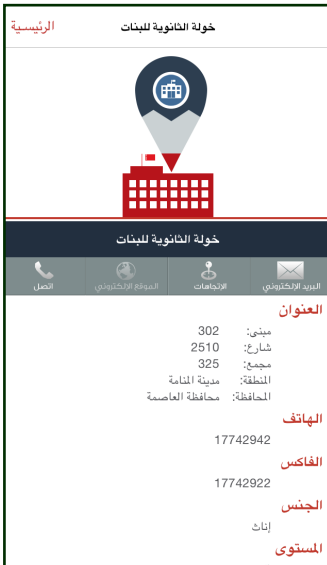 خولة الثانوية للبنات
الرئيسية
خولة الثانوية للبنات
البريد الإلكتروني
الإتجاهات
الموقع الإلكتروني
اتصل
العنوان
مبنى: 302
شارع: 2510
مجمع: 325
المنطقة: مدينة المنامة
المحافظة: محافظة العاصمة
الهاتف
17742942
الفاكس
17742922
الجنس
إناث
المستوى